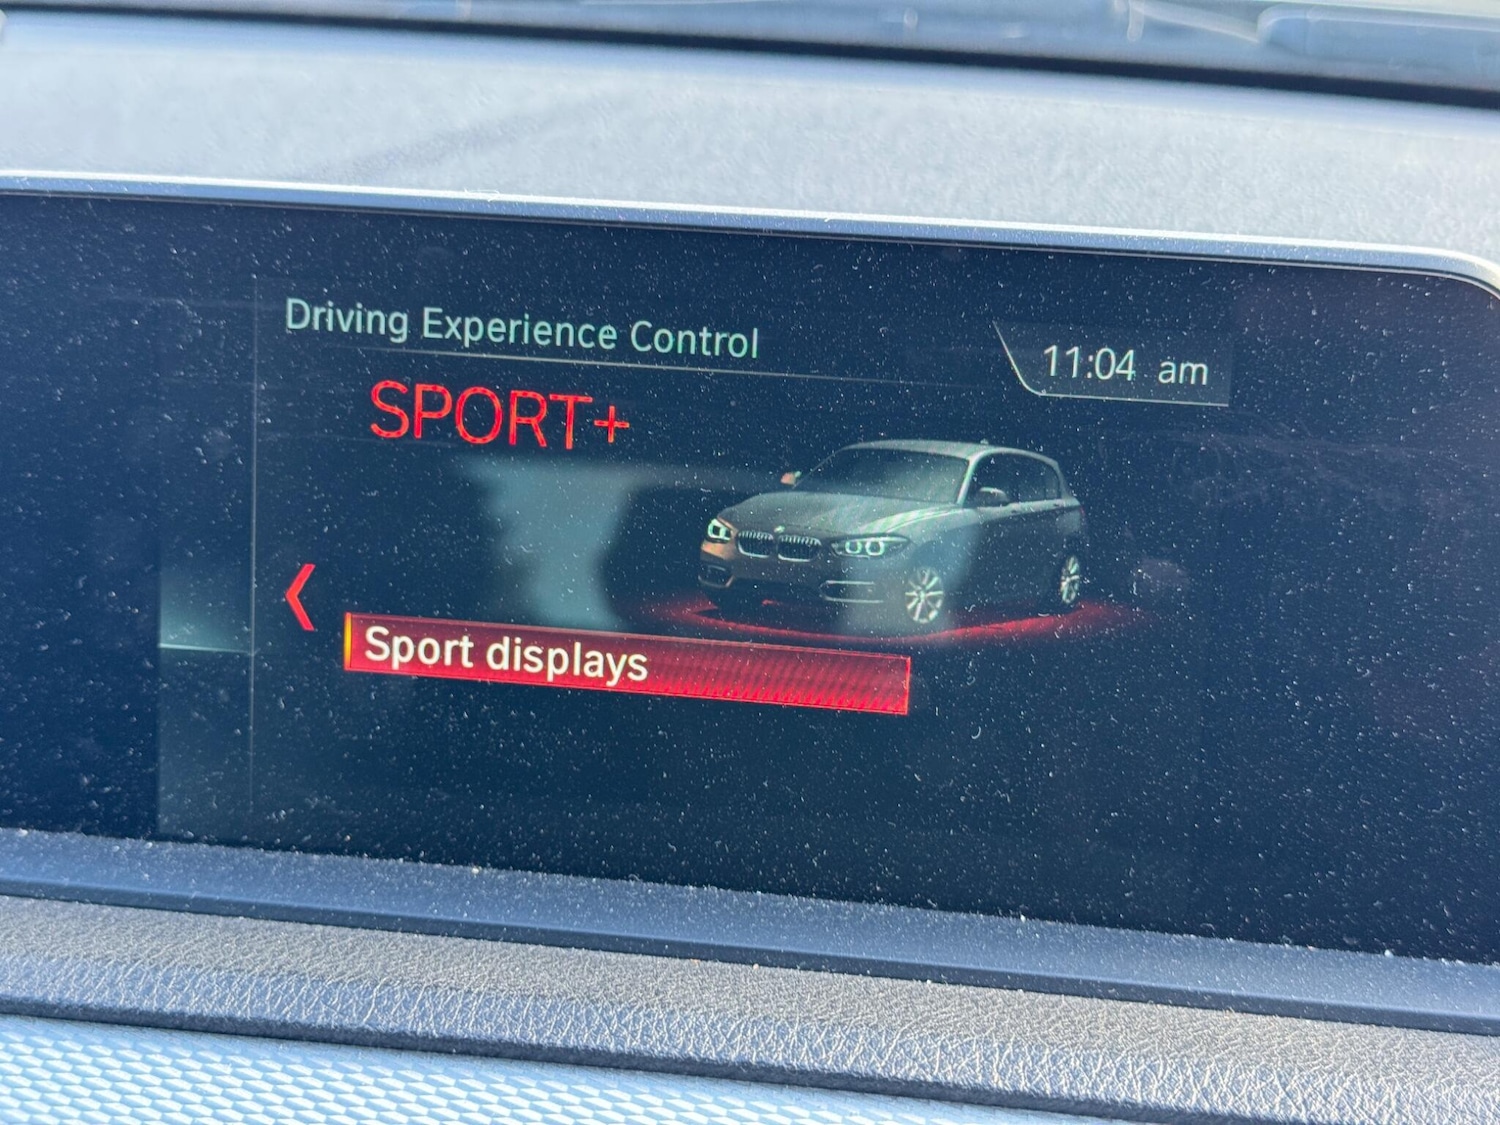 Driving Experience Control
11:04 am
SPORT+
Sport displays